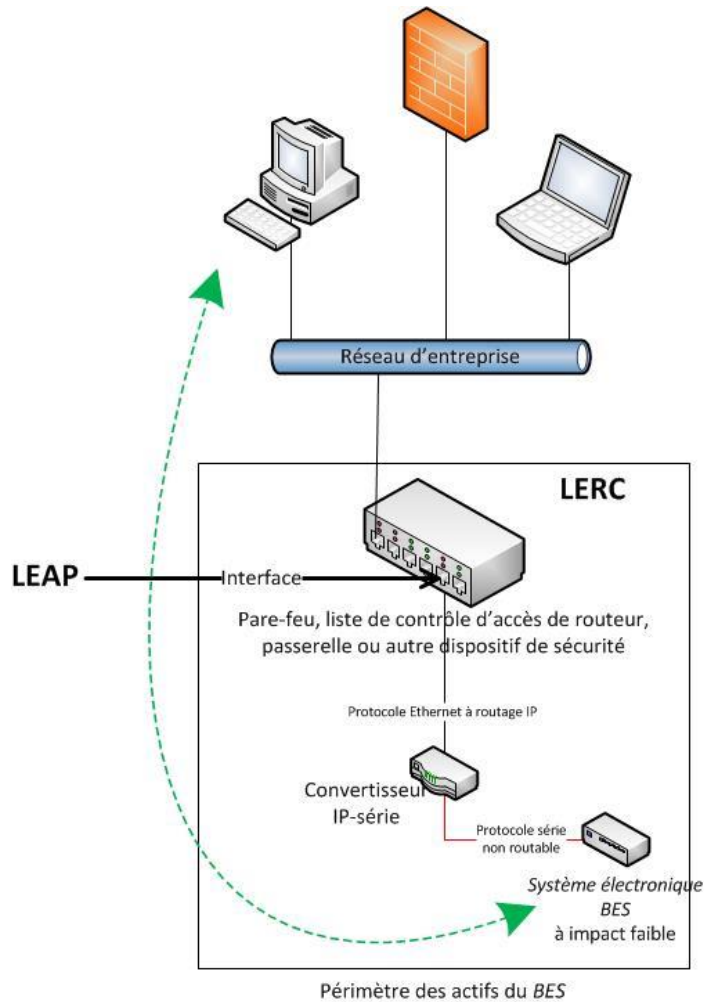 Réseau d'entreprise
LERC
LEAP
Interface
Pare-feu, liste de contrôle d'accès de routeur,
passerelle ou autre dispositif de sécurité
Protocole Ethernet à routage IP
Convertisseur
IP-série
Protocole série
non routable
Système électronique
BES
à impact faible
Périmètre des actifs du BES